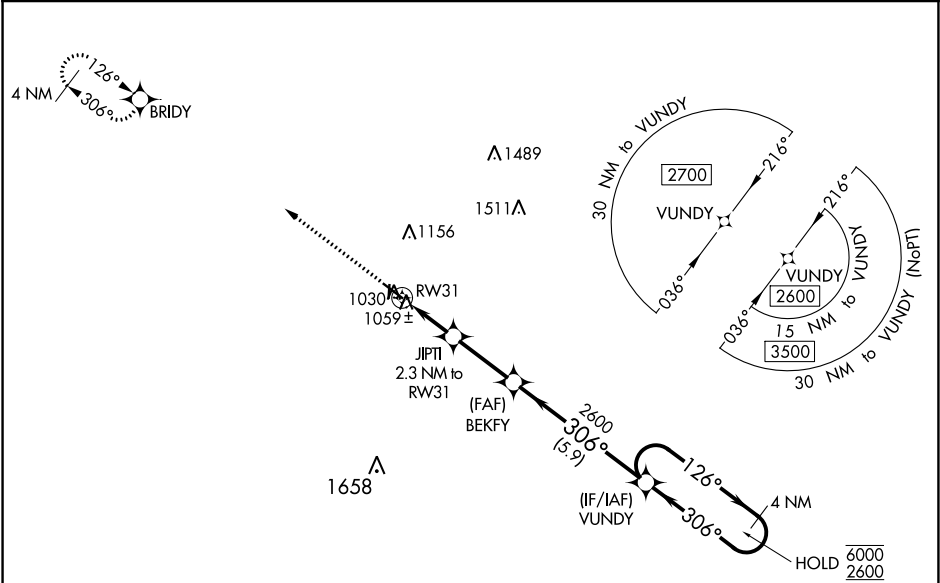 126°
4 NM
306°
BRIDY
1489
1511
1156
1030
RW31
1059±
JIPTI
2.3 NM to
RW31
(FAF)
BEKFY
2600
306°
(5.9)
1658
(IF/IAF)
VUNDY
126°
306°
4 NM
HOLD 6000
2600
30 NM to VUNDY
216°
2700
VUNDY
036°
216°
VUNDY
2600
036°
15 NM to VUNDY
3500
30 NM to VUNDY (NoPT)